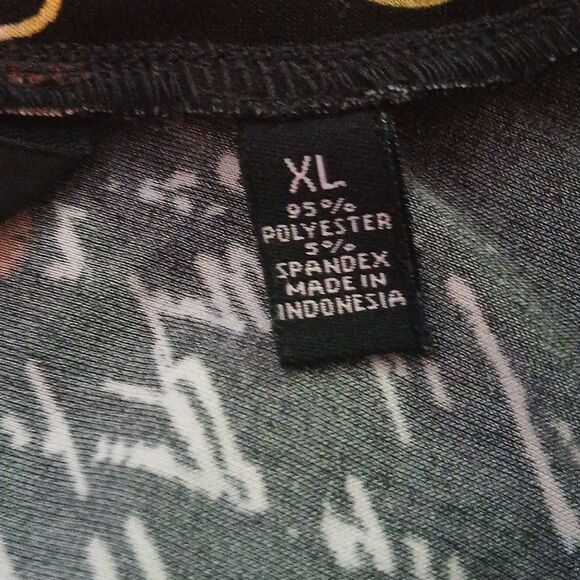 XL
95%
POLYESTER
5%
SPANDEX
MADE IN
INDONESIA